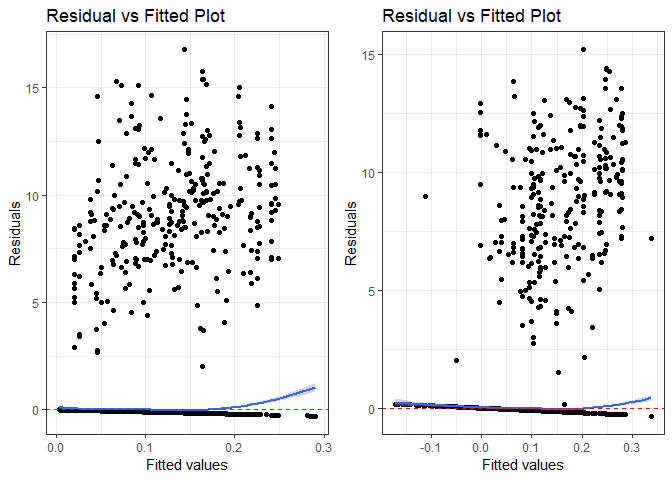 Residual vs Fitted Plot
Residuals
15
10
5
0
0.0 0.1 0.2 0.3
Fitted values
Residual vs Fitted Plot
Residuals
15
10
5
0
-0.1 0.0 0.1 0.2 0.3
Fitted values